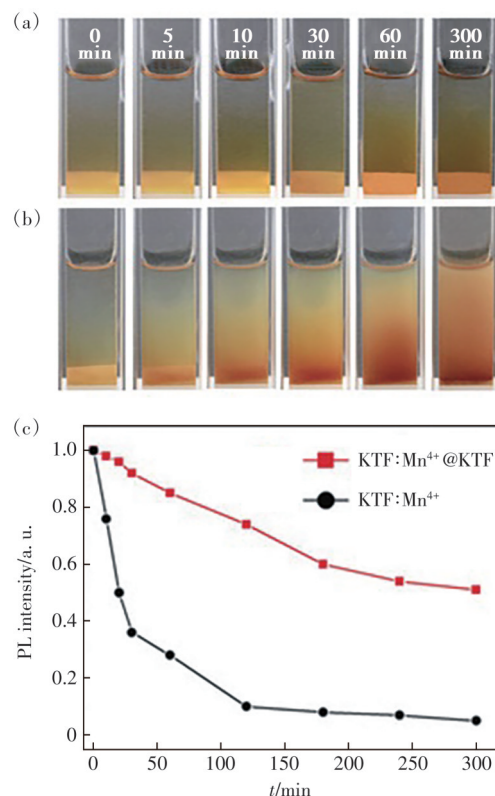 (a)
0 min
5 min
10 min
30 min
60 min
300 min
(b)
(c)
1.0
0.8
0.6
0.4
0.2
0
PL intensity/a. u.
KTF:Mn⁴⁺@KTF
KTF:Mn⁴⁺
0 50 100 150 200 250 300
t/min